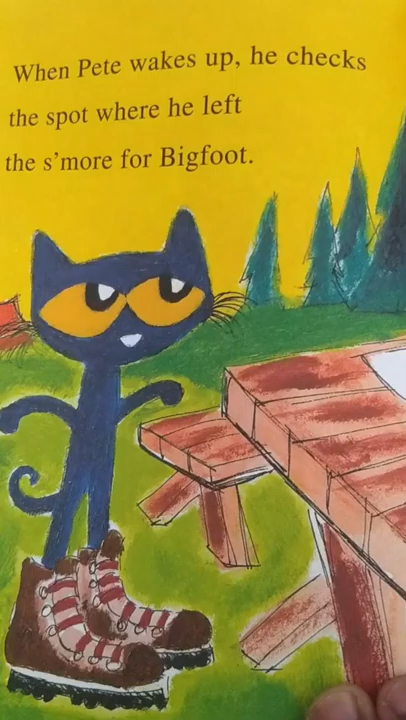 When Pete wakes up, he checks
the spot where he left
the s'more for Bigfoot.